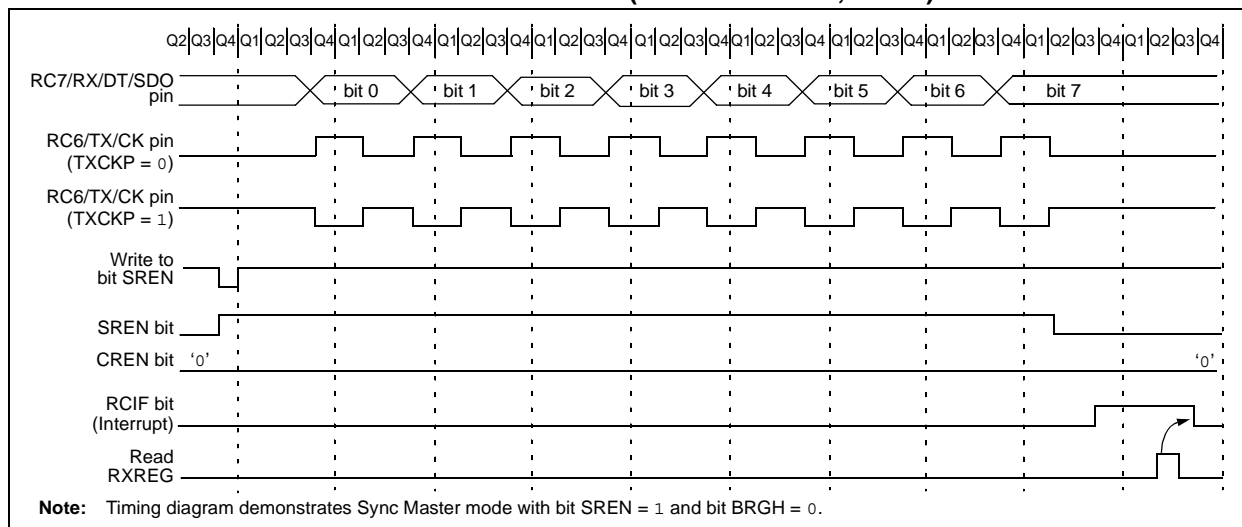 Q2 Q3 Q4 Q1 Q2 Q3 Q4 Q1 Q2 Q3 Q4 Q1 Q2 Q3 Q4 Q1 Q2 Q3 Q4 Q1 Q2 Q3 Q4 Q1 Q2 Q3 Q4 Q1 Q2 Q3 Q4 Q1 Q2 Q3 Q4 Q1 Q2 Q3 Q4 Q1 Q2 Q3 Q4
RC7/RX/DT/SDO
pin
bit 0 bit 1 bit 2 bit 3 bit 4 bit 5 bit 6 bit 7
RC6/TX/CK pin
(TXCKP = 0)
RC6/TX/CK pin
(TXCKP = 1)
Write to
bit SREN
SREN bit
CREN bit ‘0’ ‘0’
RCIF bit
(Interrupt)
Read
RXREG
Note: Timing diagram demonstrates Sync Master mode with bit SREN = 1 and bit BRGH = 0.